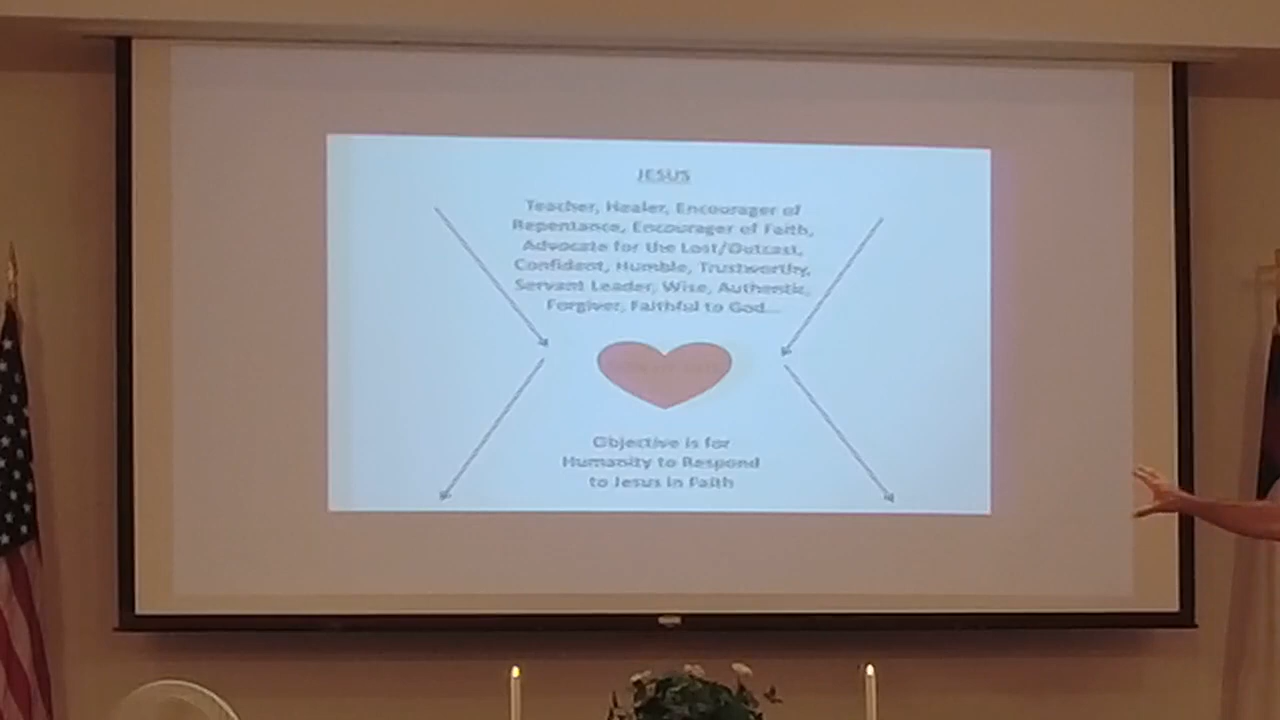 JESUS
Teacher, Healer, Encourager of
Repentance, Encourager of Faith,
Advocate for the Lost/Outcast,
Confident, Humble, Trustworthy,
Servant Leader, Wise, Authentic,
Forgiver, Faithful to God...
Objective is for
Humanity to Respond
to Jesus in Faith